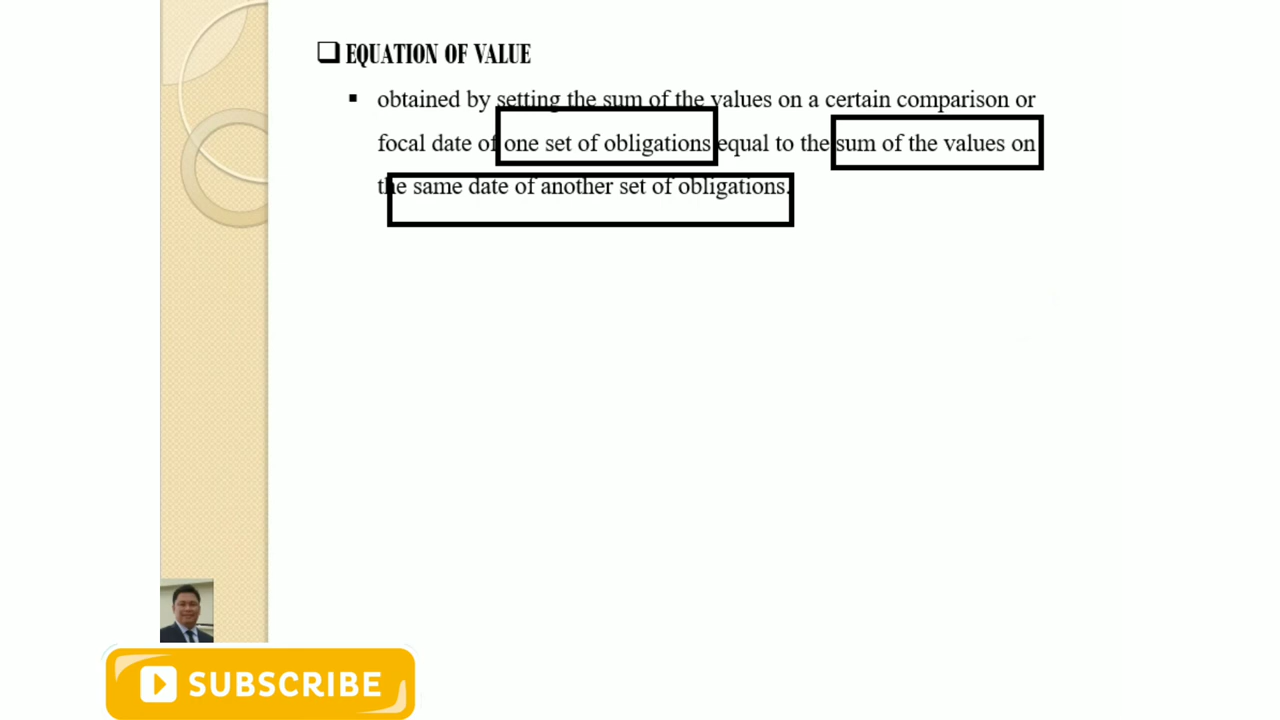 EQUATION OF VALUE
obtained by setting the sum of the values on a certain comparison or
focal date of one set of obligations equal to the sum of the values on
the same date of another set of obligations.
SUBSCRIBE